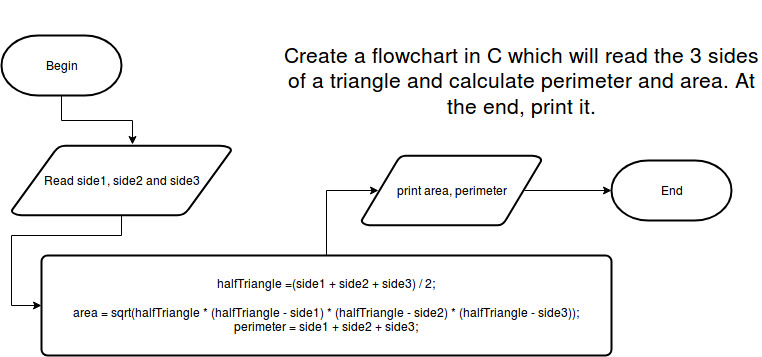 Begin
Create a flowchart in C which will read the 3 sides
of a triangle and calculate perimeter and area. At
the end, print it.
Read side1, side2 and side3
print area, perimeter
End
halfTriangle =(side1 + side2 + side3) / 2;
area = sqrt(halfTriangle * (halfTriangle - side1) * (halfTriangle - side2) * (halfTriangle - side3));
perimeter = side1 + side2 + side3;